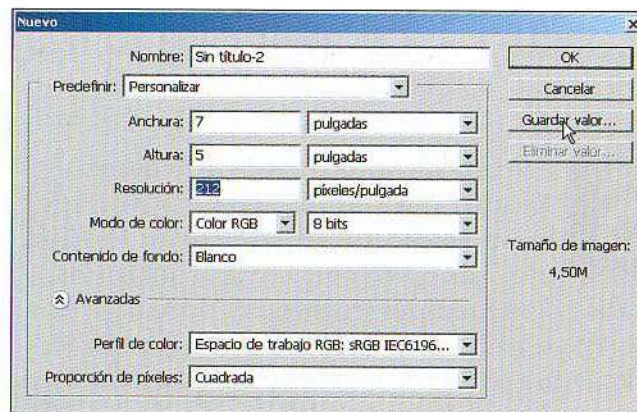 Nuevo
Nombre: Sin título-2
OK
Predefinir: Personalizar
Cancelar
Anchura: 7 pulgadas
Guardar valor...
Altura: 5 pulgadas
Eliminar valor...
Resolución: 212 píxeles/pulgada
Modo de color: Color RGB 8 bits
Tamaño de imagen:
Contenido de fondo: Blanco
4,50M
Avanzadas
Perfil de color: Espacio de trabajo RGB: sRGB IEC6196...
Proporción de píxeles: Cuadrada